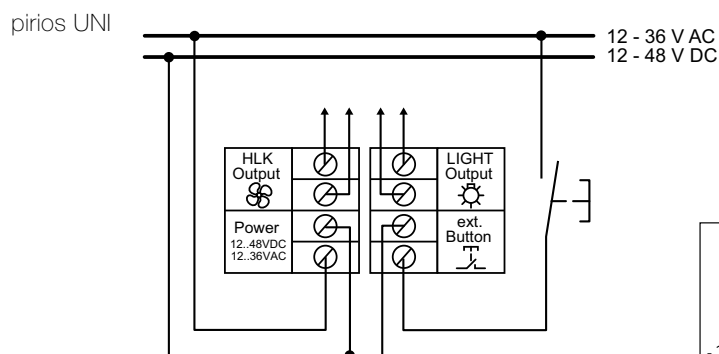 pirios UNI
12 - 36 V AC
12 - 48 V DC
HLK
Output
LIGHT
Output
Power
12..48VDC
12..36VAC
ext.
Button